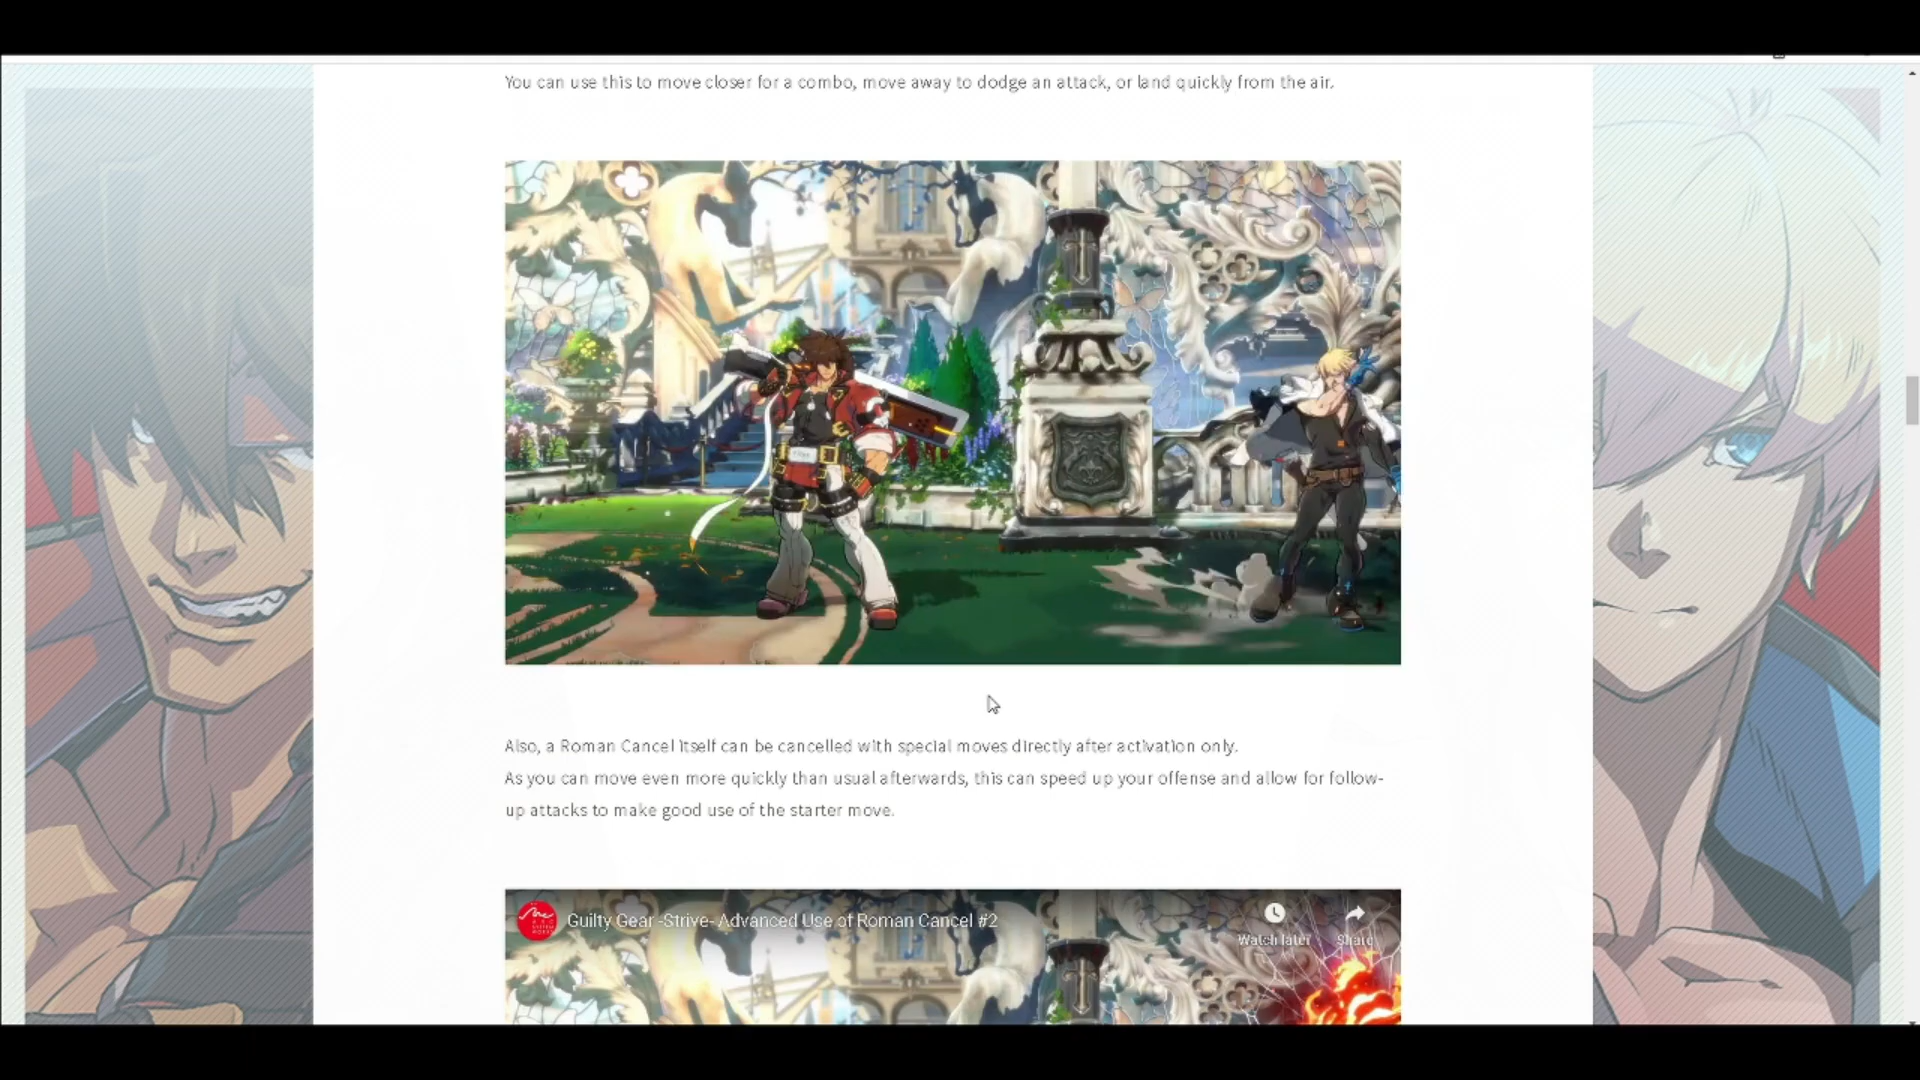 You can use this to move closer for a combo, move away to dodge an attack, or land quickly from the air.
Also, a Roman Cancel itself can be cancelled with special moves directly after activation only.
As you can move even more quickly than usual afterwards, this can speed up your offense and allow for follow-
up attacks to make good use of the starter move.
Guilty Gear -Strive- Advanced Use of Roman Cancel #2
Watch later
Share